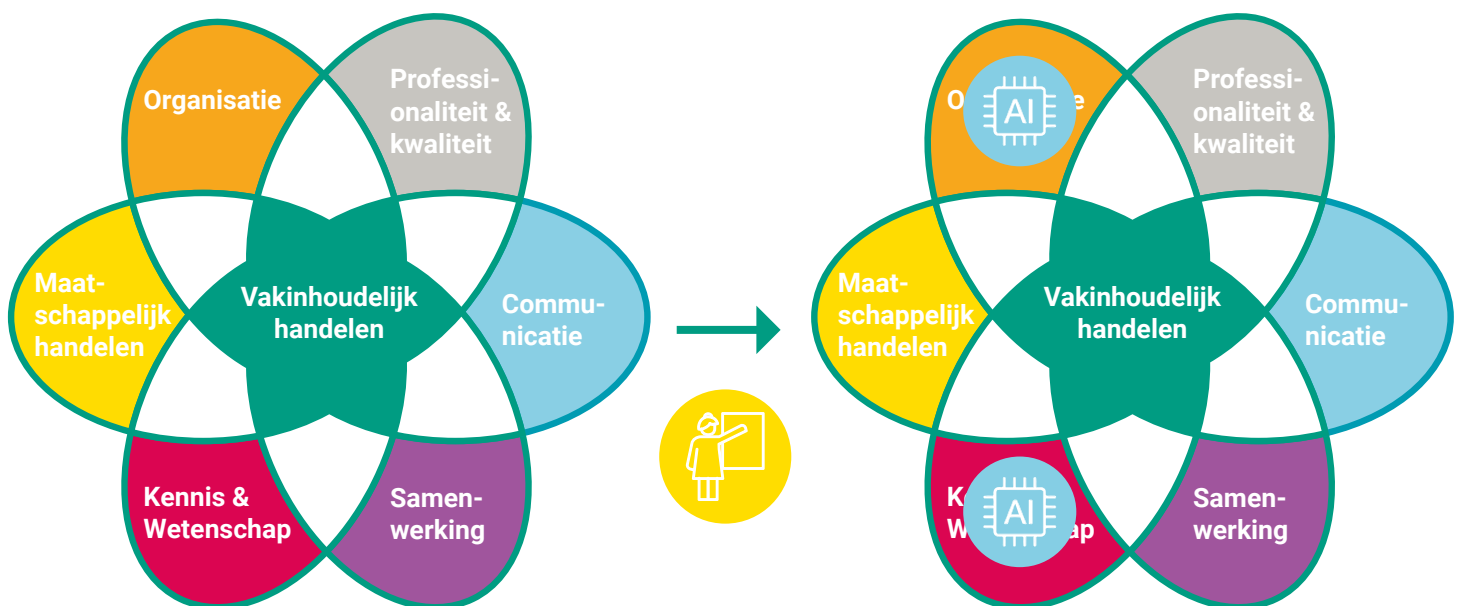 Organisatie
Professi-
onaliteit &
kwaliteit
Maat-
schappelijk
handelen
Vakinhoudelijk
handelen
Commu-
nicatie
Kennis &
Wetenschap
Samen-
werking
AI
Professi-
onaliteit &
kwaliteit
Maat-
schappelijk
handelen
Vakinhoudelijk
handelen
Commu-
nicatie
AI
Samen-
werking